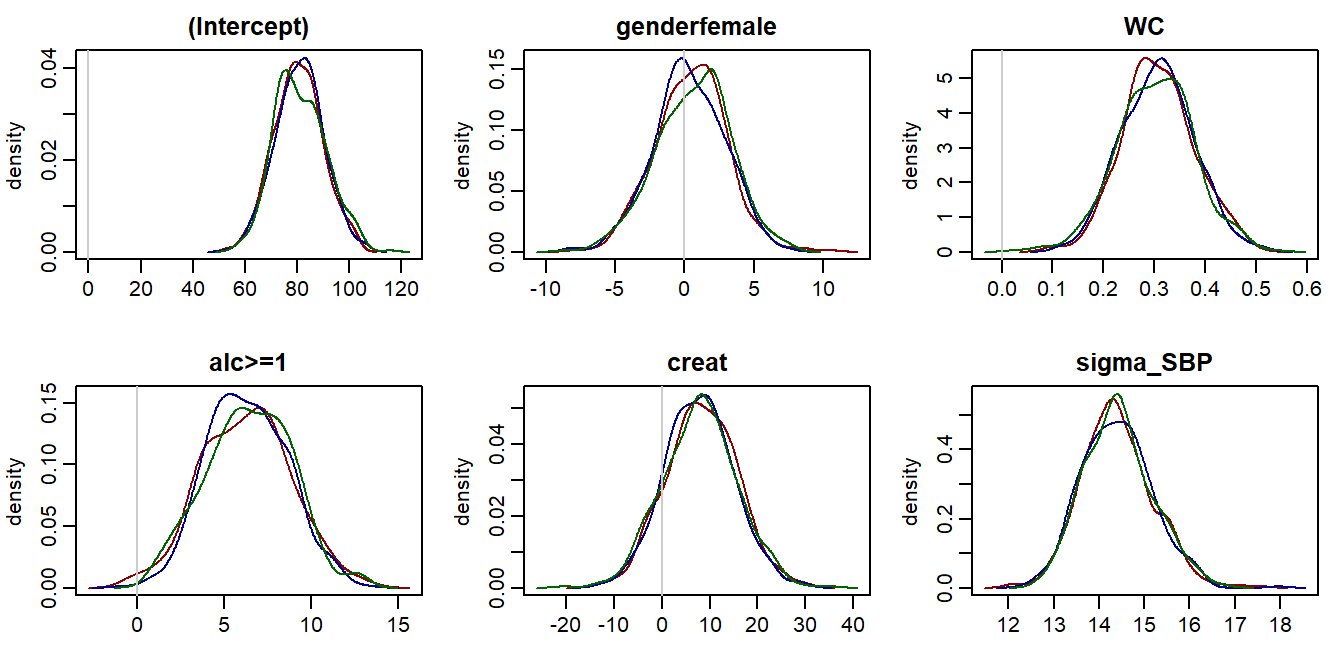 (Intercept) genderfemale WC
density 0.00 0.02 0.04
0 20 40 60 80 100 120
density 0.00 0.05 0.10 0.15
-10 -5 0 5 10
density 0 1 2 3 4 5
0.0 0.1 0.2 0.3 0.4 0.5 0.6
alc>=1 creat sigma_SBP
density 0.00 0.05 0.10 0.15
0 5 10 15
density 0.00 0.02 0.04
-20 -10 0 10 20 30 40
density 0.0 0.2 0.4
12 13 14 15 16 17 18